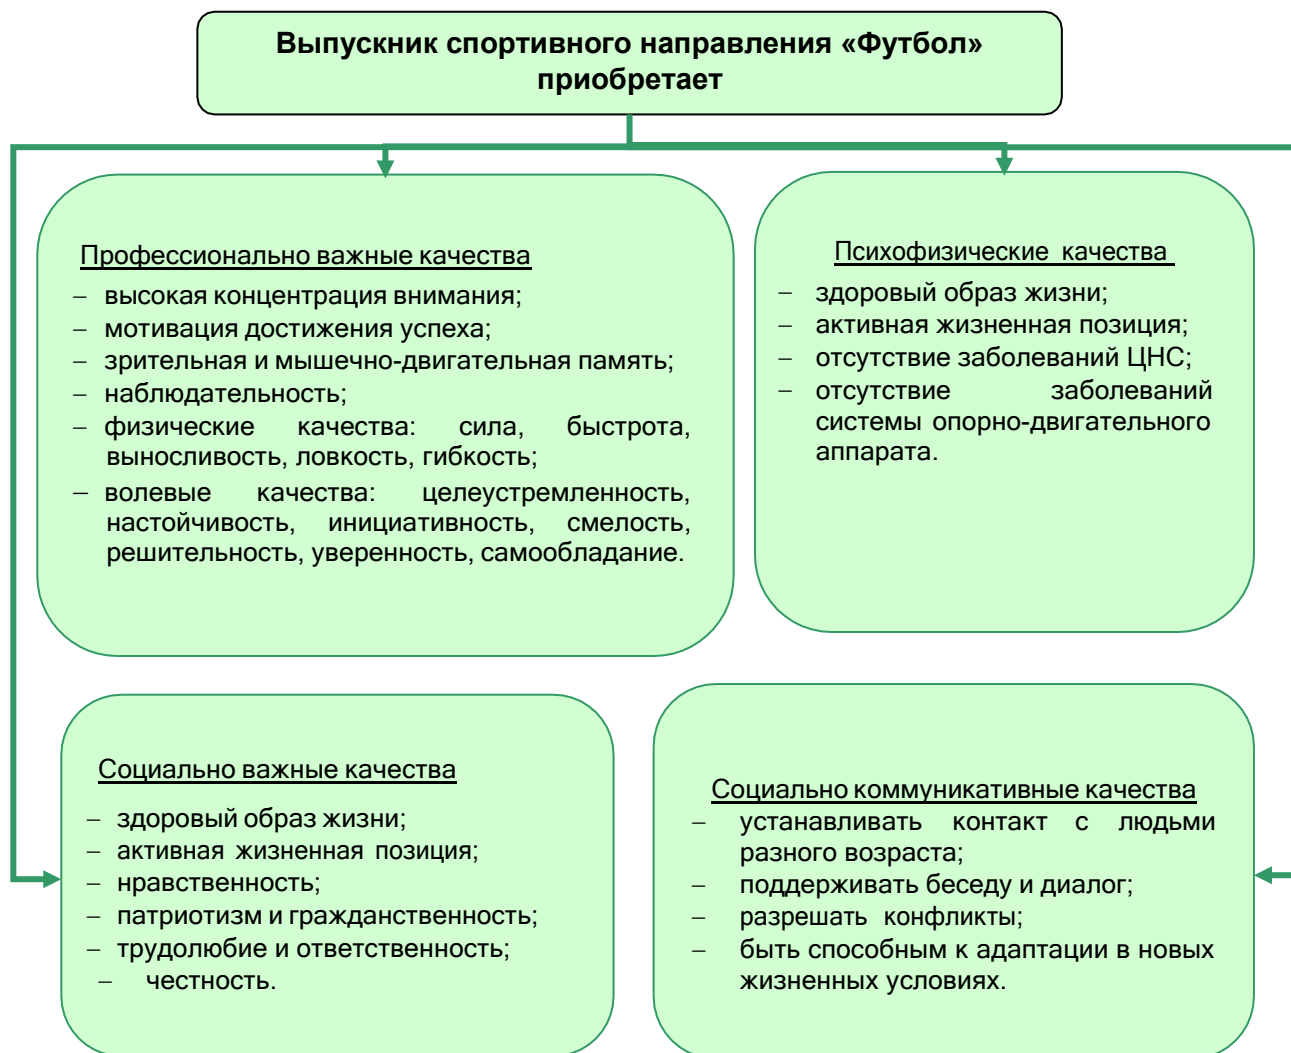 Выпускник спортивного направления «Футбол»
приобретает
Профессионально важные качества
– высокая концентрация внимания;
– мотивация достижения успеха;
– зрительная и мышечно-двигательная память;
– наблюдательность;
– физические качества: сила, быстрота,
выносливость, ловкость, гибкость;
– волевые качества: целеустремленность,
настойчивость, инициативность, смелость,
решительность, уверенность, самообладание.
Психофизические качества
– здоровый образ жизни;
– активная жизненная позиция;
– отсутствие заболеваний ЦНС;
– отсутствие заболеваний
системы опорно-двигательного
аппарата.
Социально важные качества
– здоровый образ жизни;
– активная жизненная позиция;
– нравственность;
– патриотизм и гражданственность;
– трудолюбие и ответственность;
– честность.
Социально коммуникативные качества
– устанавливать контакт с людьми
разного возраста;
– поддерживать беседу и диалог;
– разрешать конфликты;
– быть способным к адаптации в новых
жизненных условиях.